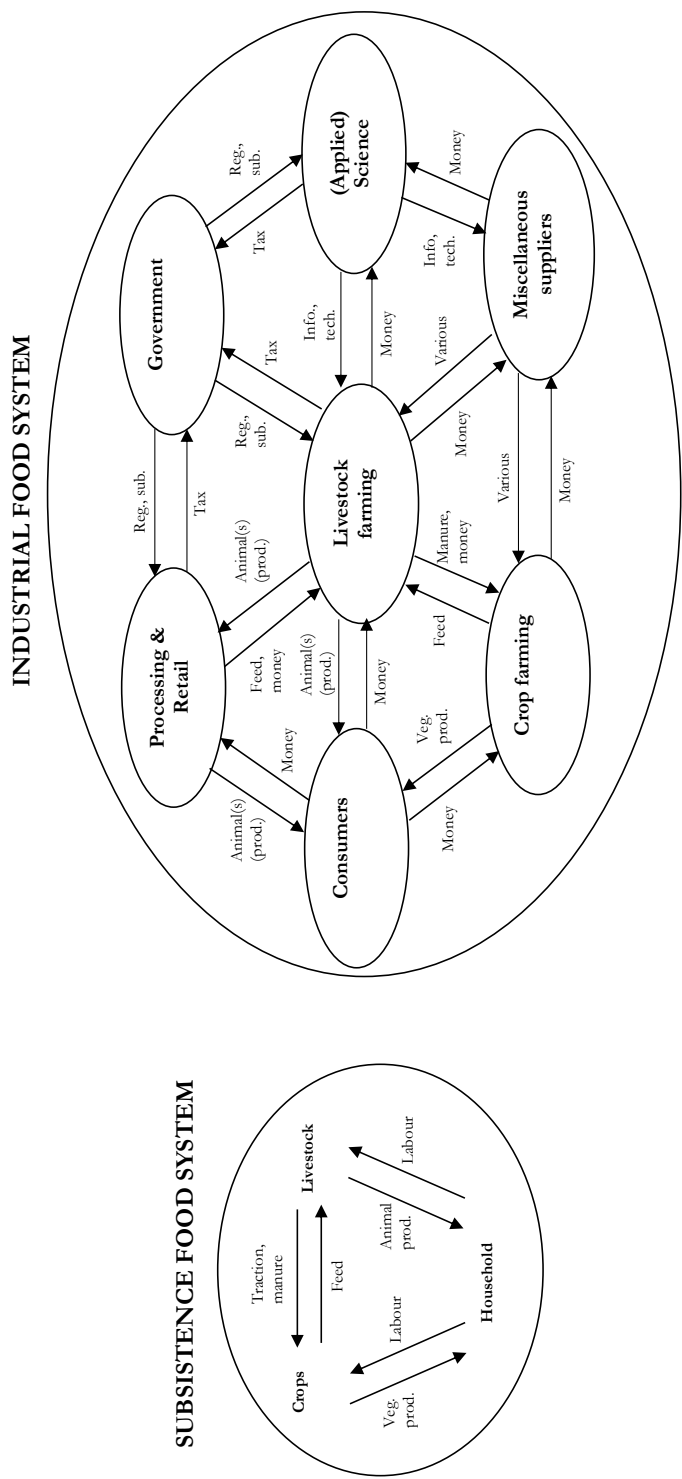 SUBSISTENCE FOOD SYSTEM
Crops
Traction,
manure
Feed
Livestock
Veg.
prod.
Labour
Animal
prod.
Labour
Household
INDUSTRIAL FOOD SYSTEM
Processing &
Retail
Reg., sub.
Tax
Government
Animal(s)
(prod.)
Money
Feed,
money
Animal(s)
(prod.)
Reg.,
sub.
Tax
Tax
Reg.,
sub.
Consumers
Animal(s)
(prod.)
Money
Livestock
farming
Info.,
tech.
Money
(Applied)
Science
Money
Veg.
prod.
Feed
Manure,
money
Money
Various
Info,
tech.
Money
Crop farming
Various
Money
Miscellaneous
suppliers